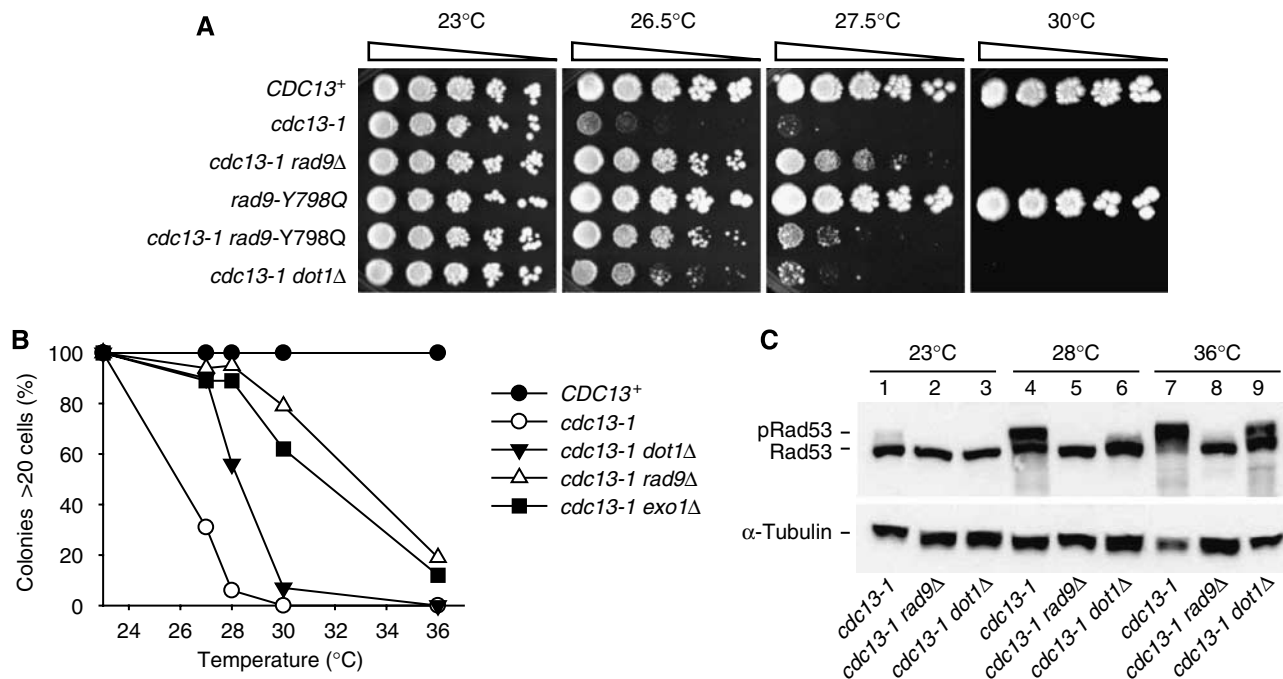 A
23°C 26.5°C 27.5°C 30°C
CDC13⁺
cdc13-1
cdc13-1 rad9Δ
rad9-Y798Q
cdc13-1 rad9-Y798Q
cdc13-1 dot1Δ
B
Colonies >20 cells (%)
100
80
60
40
20
0
24 26 28 30 32 34 36
Temperature (°C)
CDC13⁺
cdc13-1
cdc13-1 dot1Δ
cdc13-1 rad9Δ
cdc13-1 exo1Δ
C
23°C 28°C 36°C
1 2 3 4 5 6 7 8 9
pRad53 –
Rad53 –
α-Tubulin –
cdc13-1
cdc13-1 rad9Δ
cdc13-1 dot1Δ
cdc13-1
cdc13-1 rad9Δ
cdc13-1 dot1Δ
cdc13-1
cdc13-1 rad9Δ
cdc13-1 dot1Δ